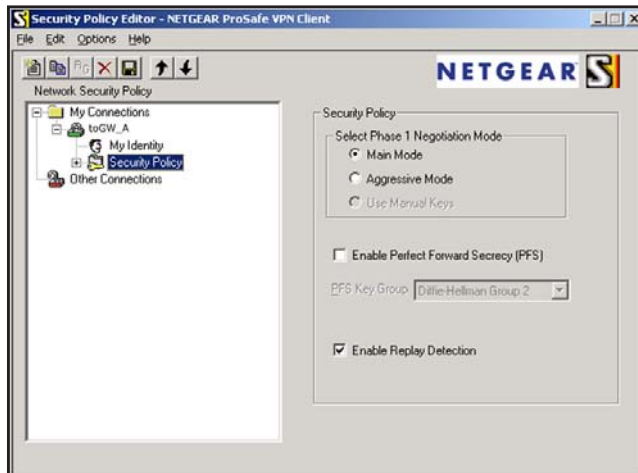 Security Policy Editor - NETGEAR ProSafe VPN Client
File Edit Options Help
NETGEAR
Network Security Policy
My Connections
toGW_A
My Identity
Security Policy
Other Connections
Security Policy
Select Phase 1 Negotiation Mode
Main Mode
Aggressive Mode
Use Manual Keys
Enable Perfect Forward Secrecy (PFS)
PFS Key Group Diffie-Hellman Group 2
Enable Replay Detection